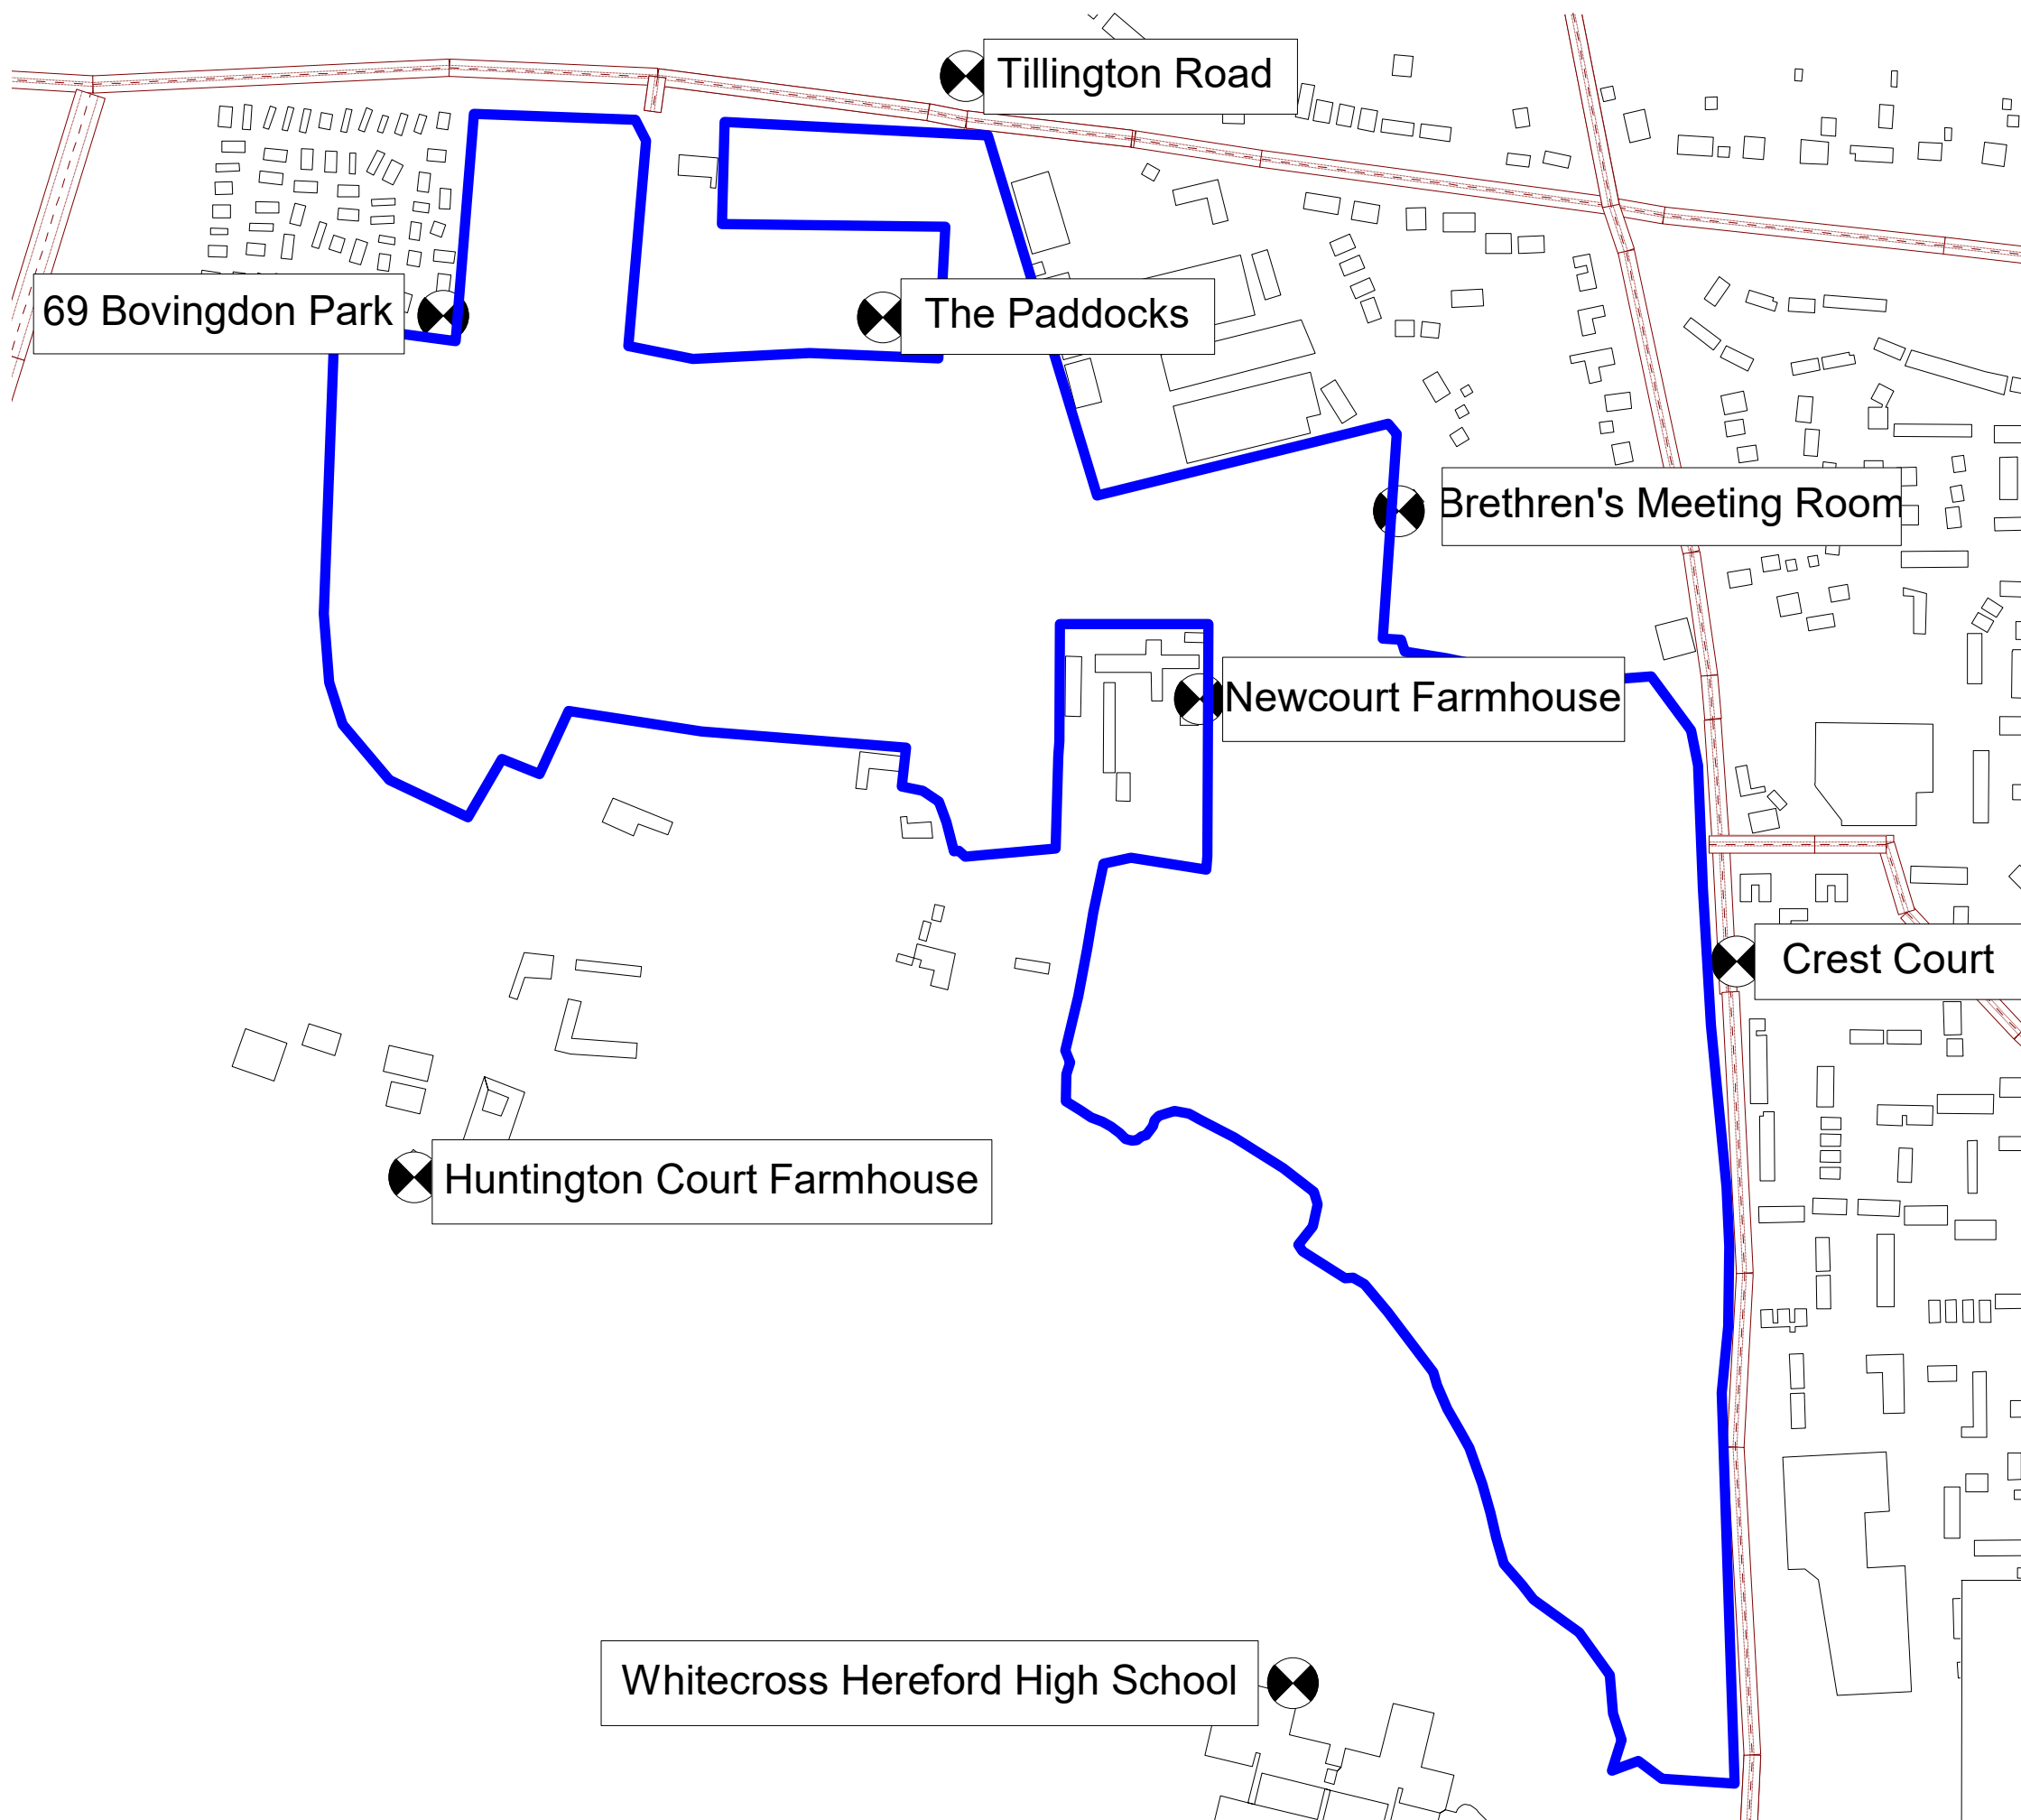 Tillington Road
69 Bovingdon Park
The Paddocks
Brethren's Meeting Room
Newcourt Farmhouse
Crest Court
Huntington Court Farmhouse
Whitecross Hereford High School